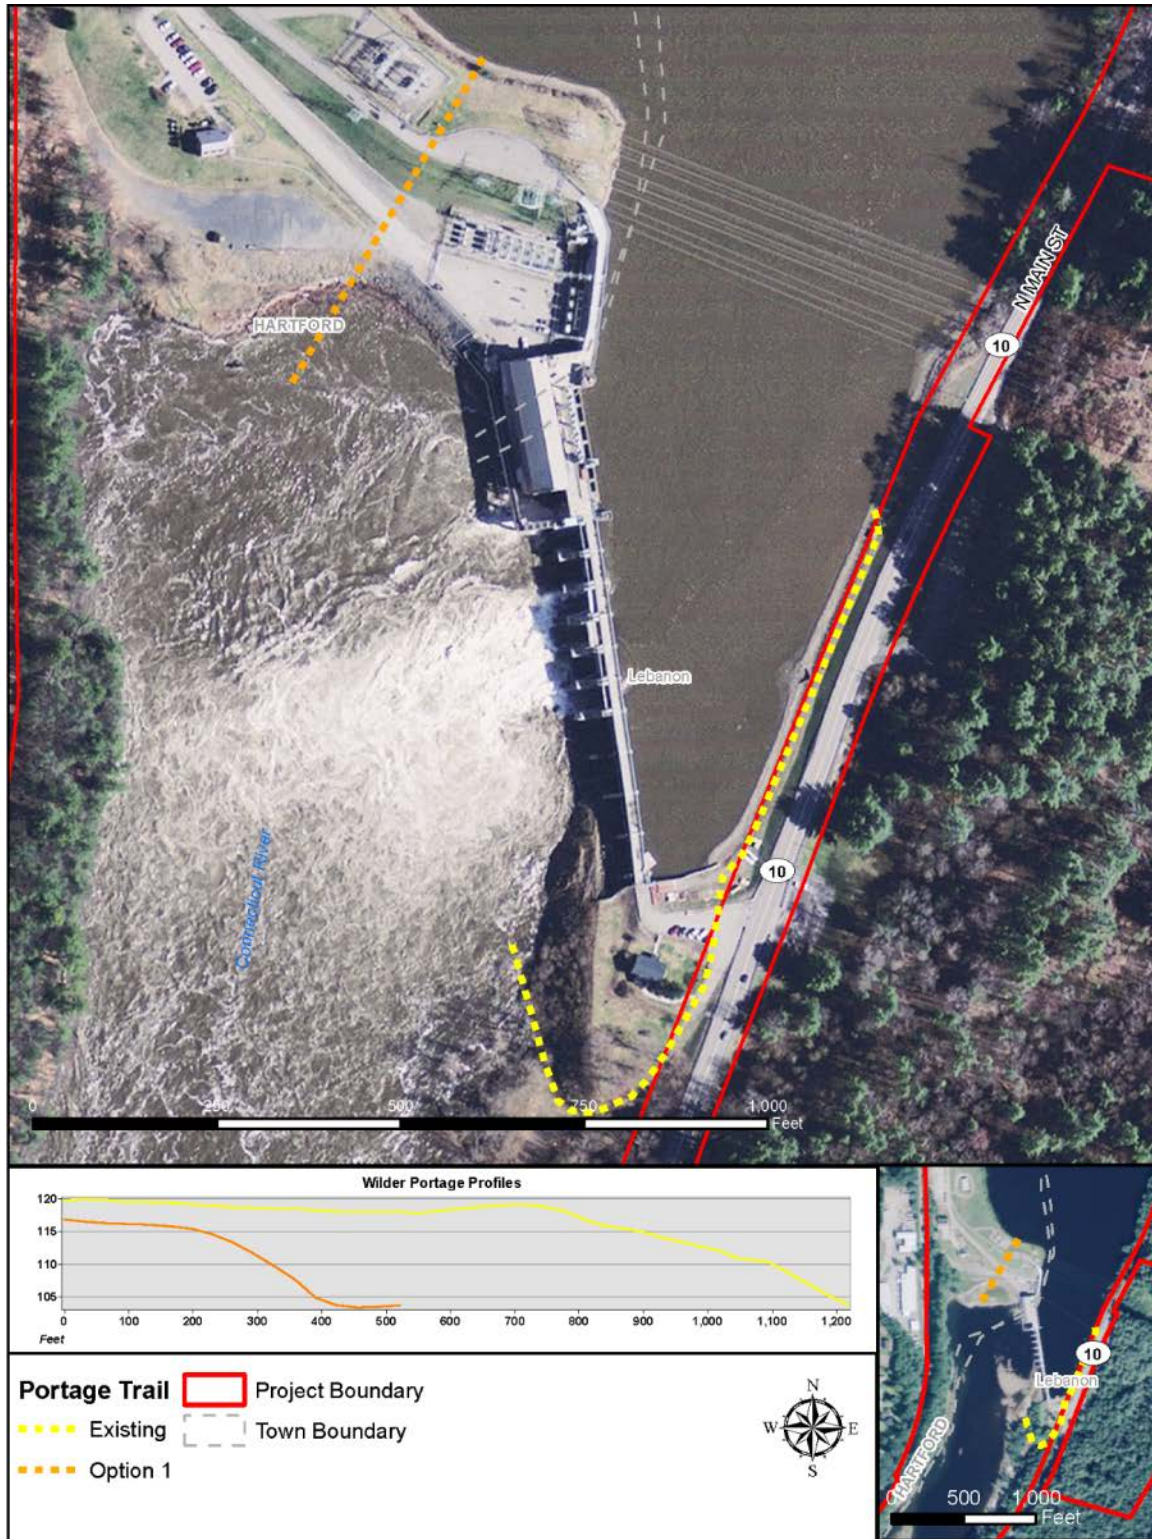 N MAIN ST
10
HARTFORD
Lebanon
10
Connecticut River
0 250 500 750 1,000
Feet
Wilder Portage Profiles
120
115
110
105
0 100 200 300 400 500 600 700 800 900 1,000 1,100 1,200
Feet
Portage Trail
Existing
Option 1
Project Boundary
Town Boundary
N
W E
S
10
Lebanon
HARTFORD
0 500 1,000
Feet